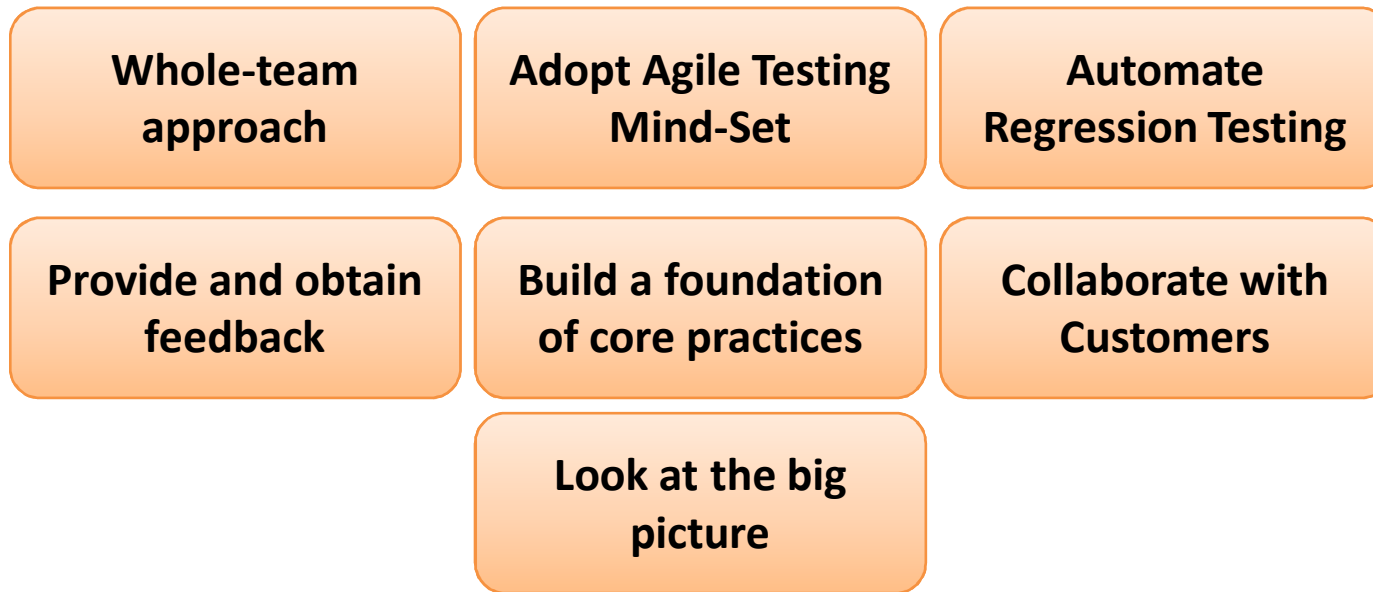 Whole-team
approach
Adopt Agile Testing
Mind-Set
Automate
Regression Testing
Provide and obtain
feedback
Build a foundation
of core practices
Collaborate with
Customers
Look at the big
picture